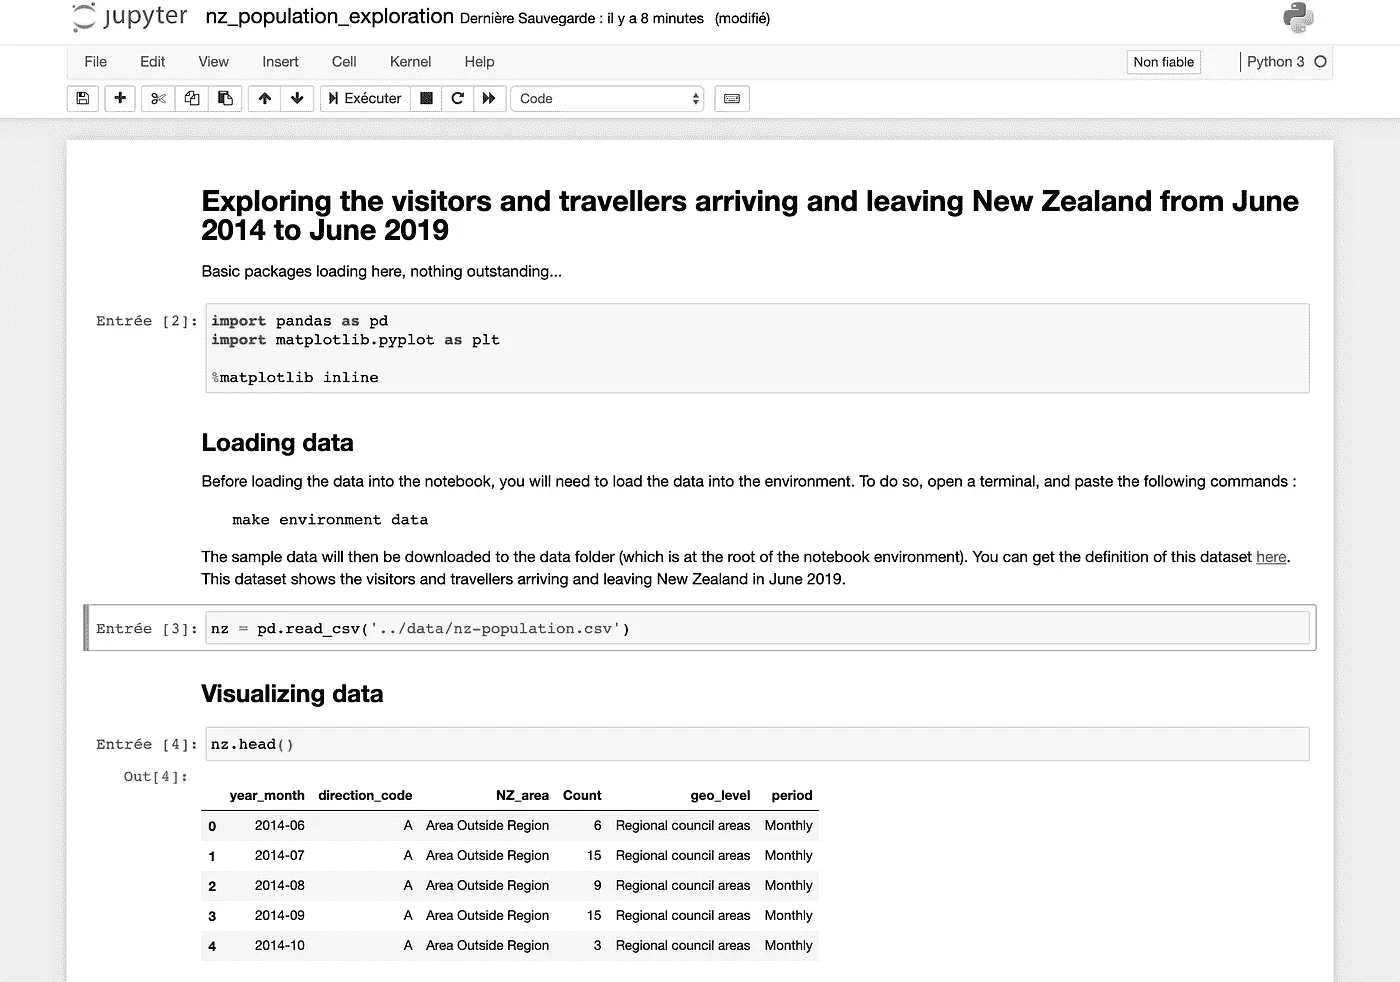 jupyter nz_population_exploration Dernière Sauvegarde : il y a 8 minutes (modifié)
File Edit View Insert Cell Kernel Help Non fiable Python 3
Exécuter Code
Exploring the visitors and travellers arriving and leaving New Zealand from June
2014 to June 2019
Basic packages loading here, nothing outstanding...
Entrée [2]: import pandas as pd
import matplotlib.pyplot as plt
%matplotlib inline
Loading data
Before loading the data into the notebook, you will need to load the data into the environment. To do so, open a terminal, and paste the following commands :
make environment data
The sample data will then be downloaded to the data folder (which is at the root of the notebook environment). You can get the definition of this dataset here.
This dataset shows the visitors and travellers arriving and leaving New Zealand in June 2019.
Entrée [3]: nz = pd.read_csv('../data/nz-population.csv')
Visualizing data
Entrée [4]: nz.head()
Out[4]:
year_month direction_code NZ_area Count geo_level period
0 2014-06 A Area Outside Region 6 Regional council areas Monthly
1 2014-07 A Area Outside Region 15 Regional council areas Monthly
2 2014-08 A Area Outside Region 9 Regional council areas Monthly
3 2014-09 A Area Outside Region 15 Regional council areas Monthly
4 2014-10 A Area Outside Region 3 Regional council areas Monthly